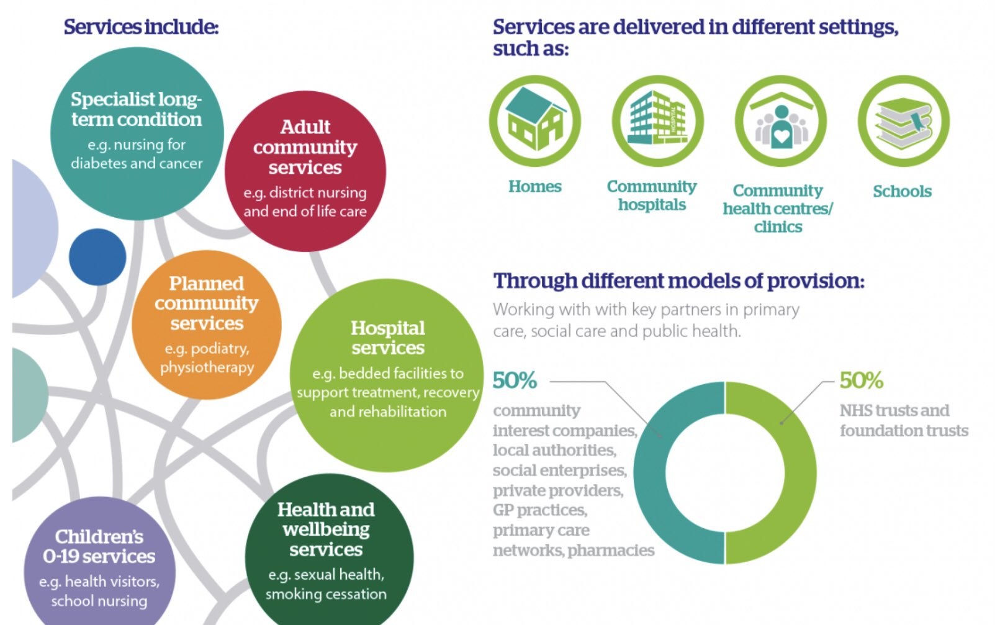 Services include:
Specialist long-
term condition
e.g. nursing for
diabetes and cancer
Adult
community
services
e.g. district nursing
and end of life care
Planned
community
services
e.g. podiatry,
physiotherapy
Hospital
services
e.g. bedded facilities to
support treatment, recovery
and rehabilitation
Children's
0-19 services
e.g. health visitors,
school nursing
Health and
wellbeing
services
e.g. sexual health,
smoking cessation
Services are delivered in different settings,
such as:
HOSPITAL
Homes
Community
hospitals
Community
health centres/
clinics
Schools
Through different models of provision:
Working with with key partners in primary
care, social care and public health.
50%
community
interest companies,
local authorities,
social enterprises,
private providers,
GP practices,
primary care
networks, pharmacies
50%
NHS trusts and
foundation trusts